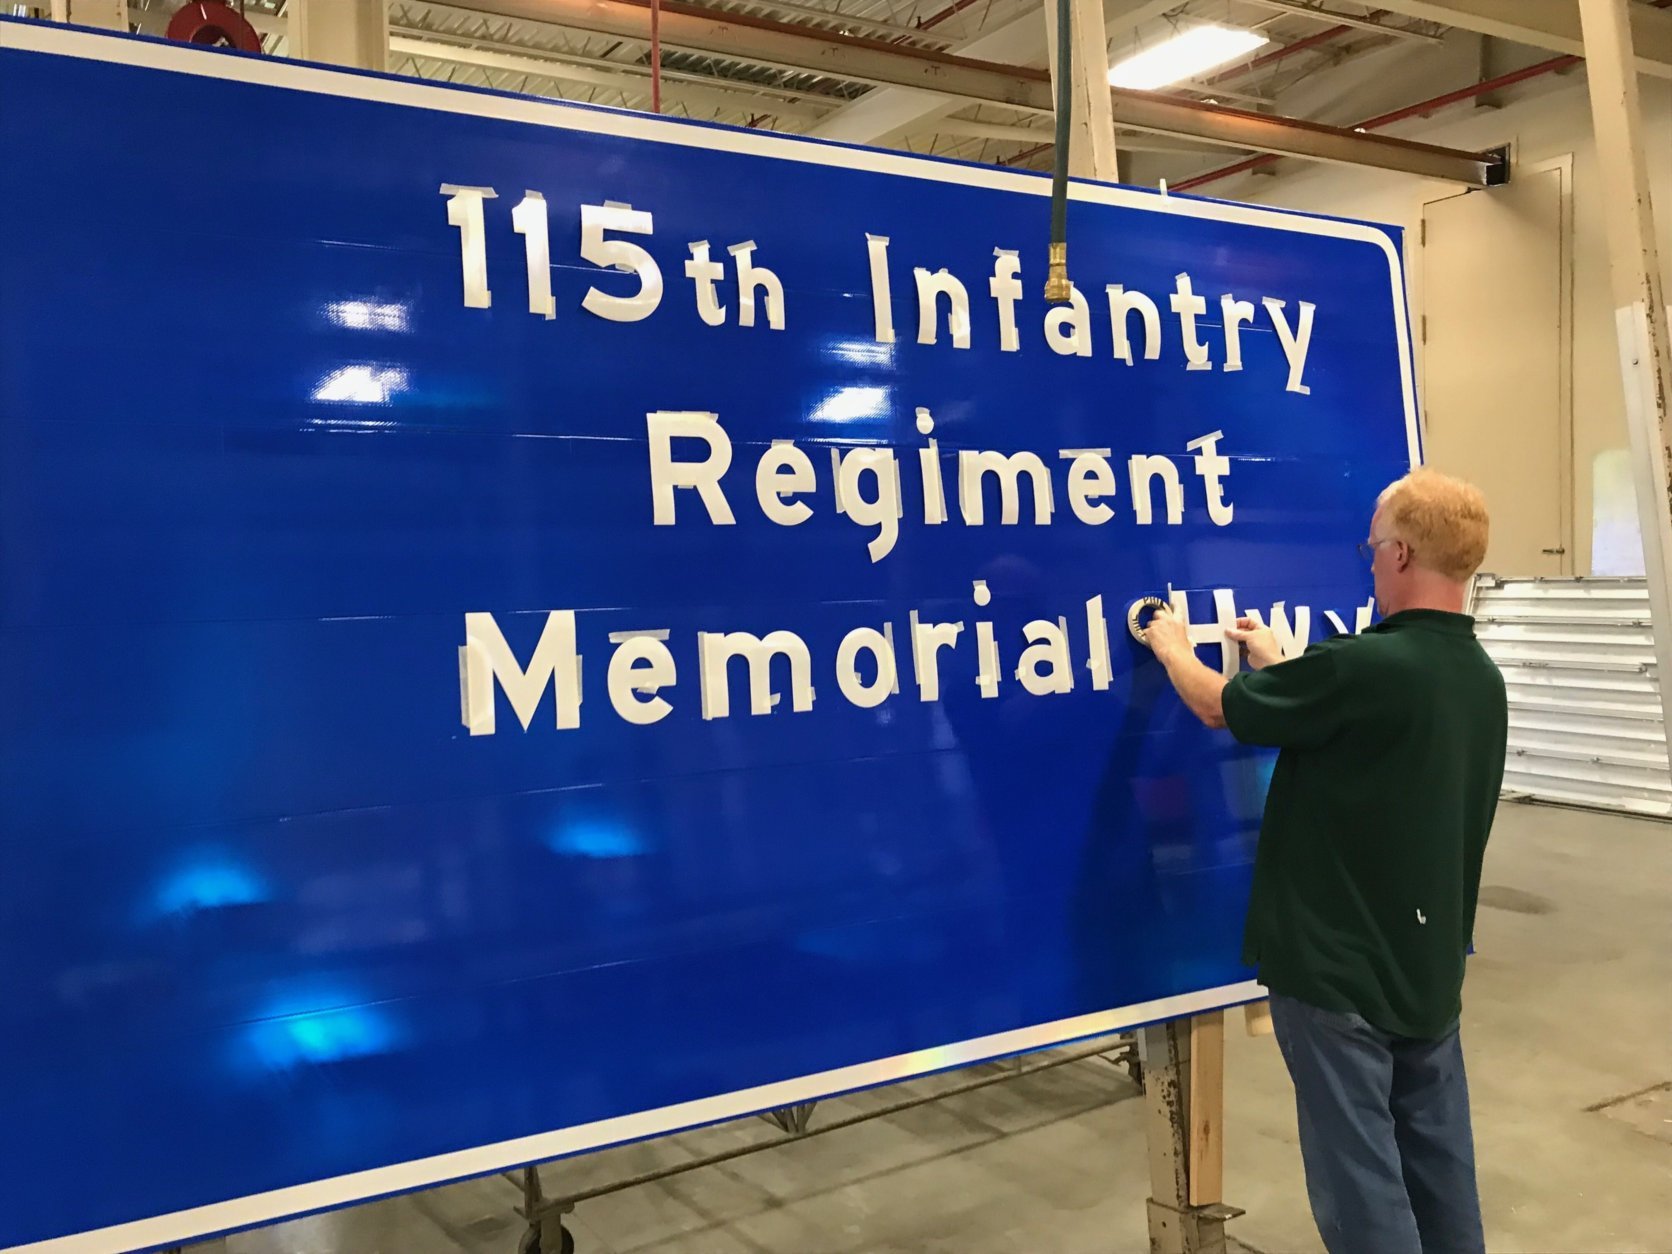 115th Infantry
Regiment
Memorial Hwy